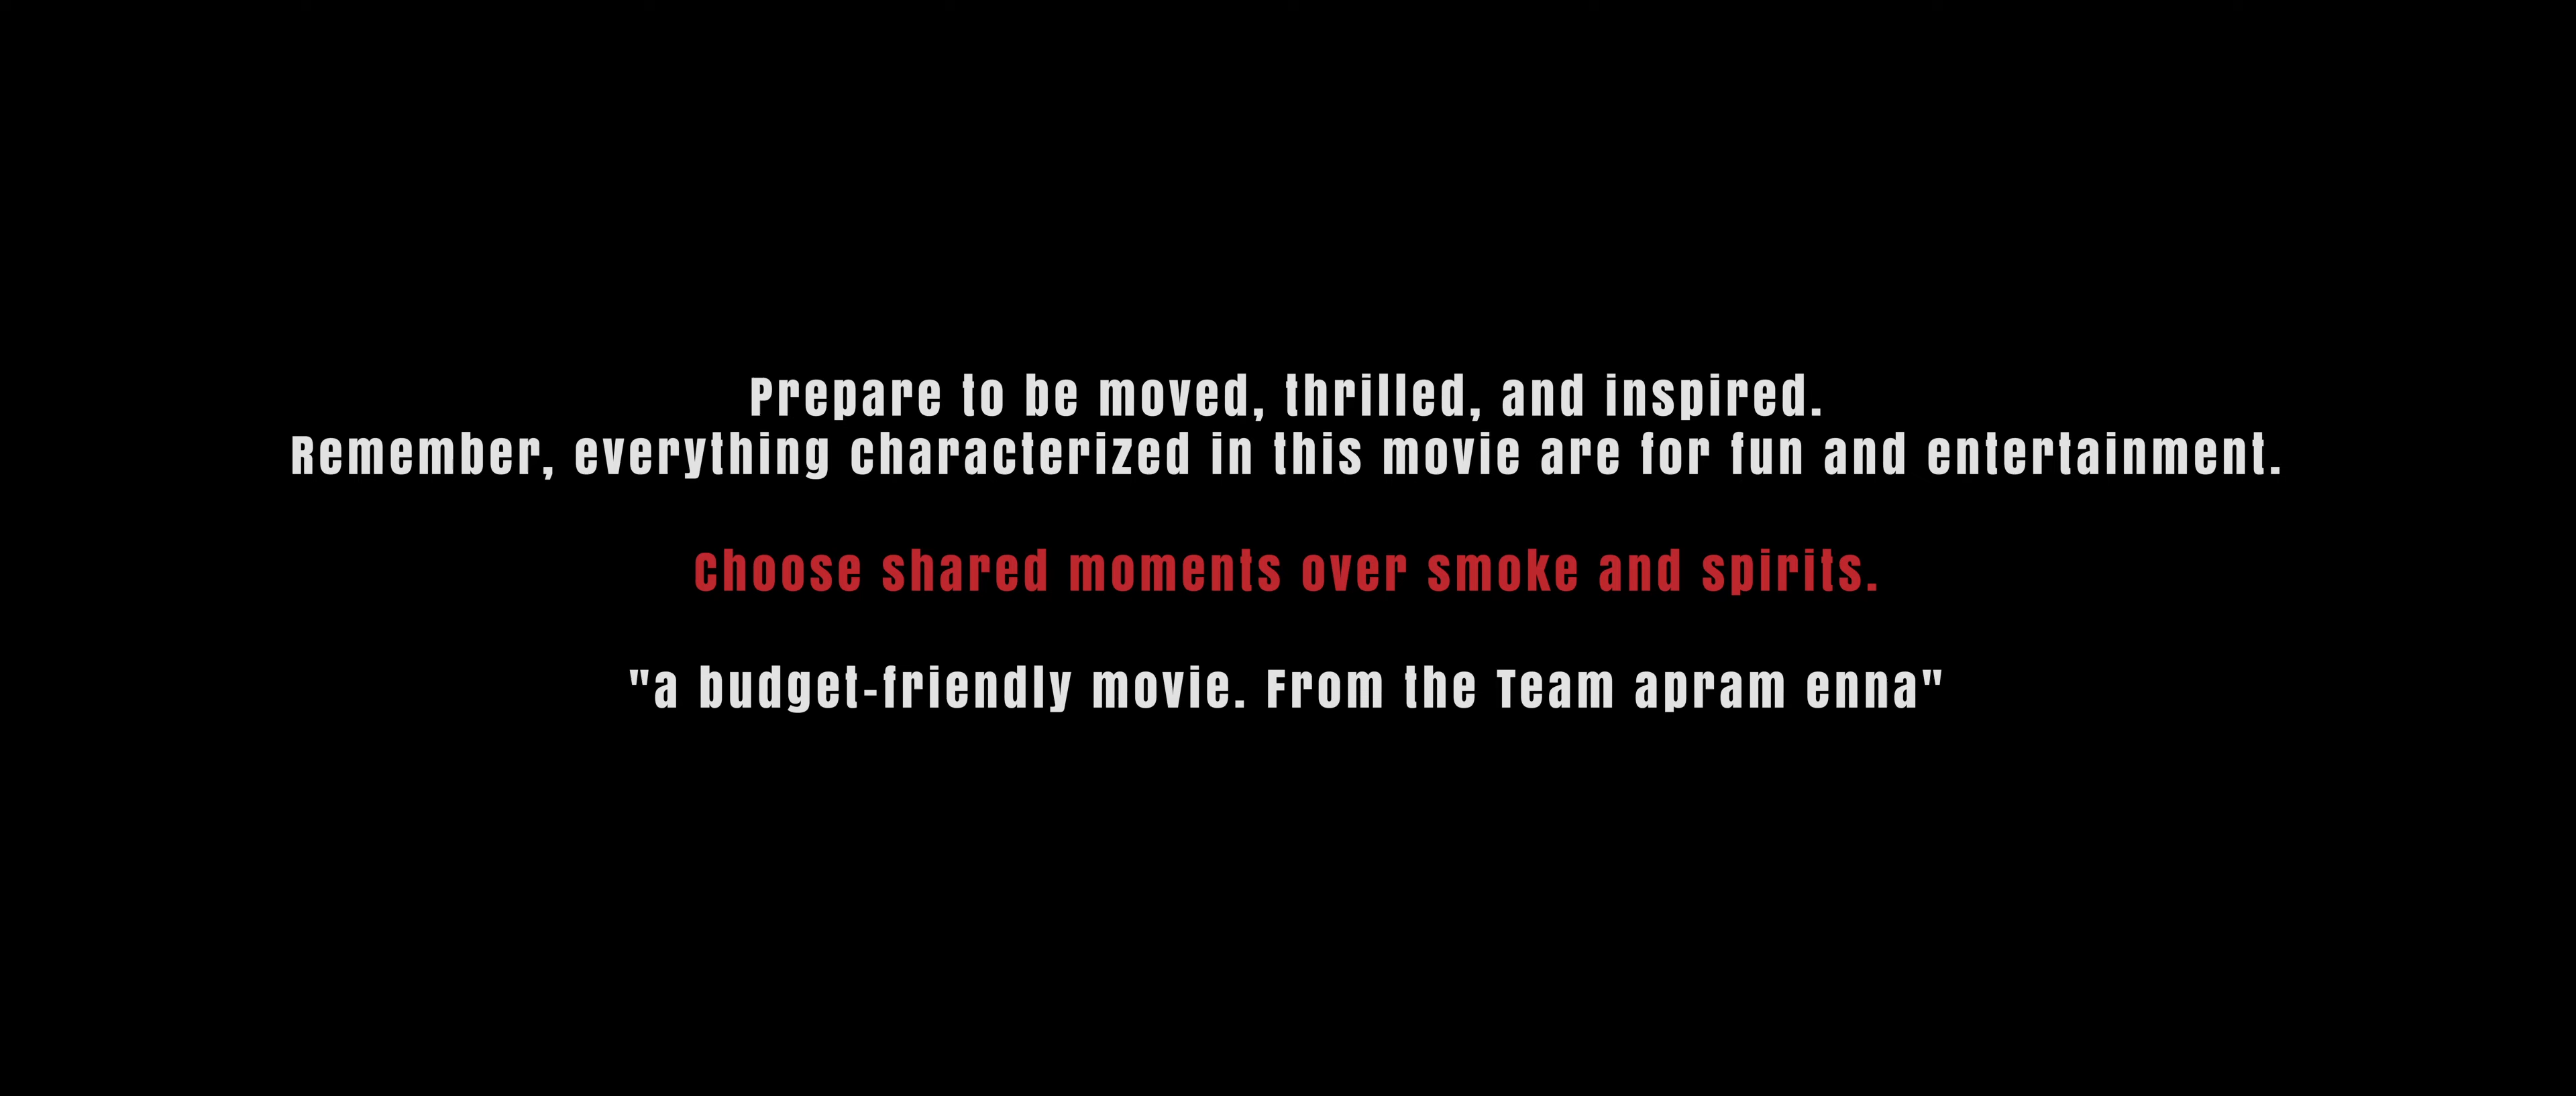 Prepare to be moved, thrilled, and inspired.
Remember, everything characterized in this movie are for fun and entertainment.
Choose shared moments over smoke and spirits.
"a budget-friendly movie. From the Team apram enna"